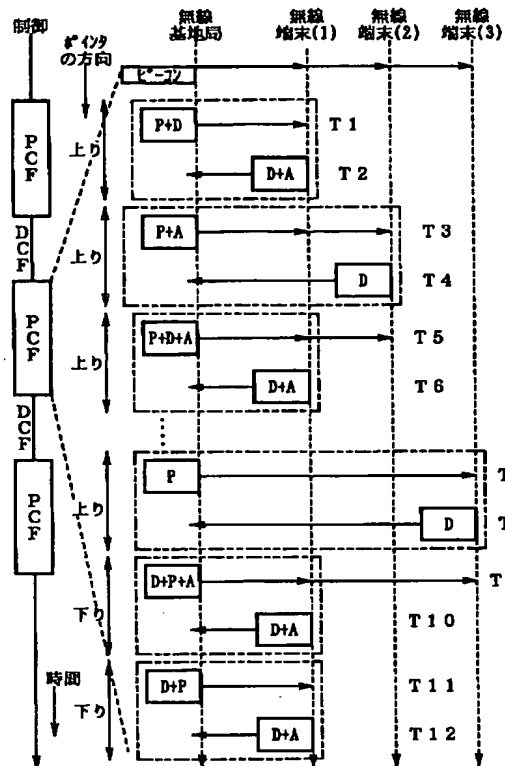 制御
ﾎﾟｲﾝﾀ
の方向
無線
基地局
無線
端末(1)
無線
端末(2)
無線
端末(3)
ビーコン
PCF
上り
P+D
T1
D+A
T2
DCF
上り
P+A
T3
D
T4
PCF
上り
P+D+A
T5
D+A
T6
DCF
PCF
上り
P
T
D
T
下り
D+P+A
T
D+A
T10
時間
下り
D+P
T11
D+A
T12